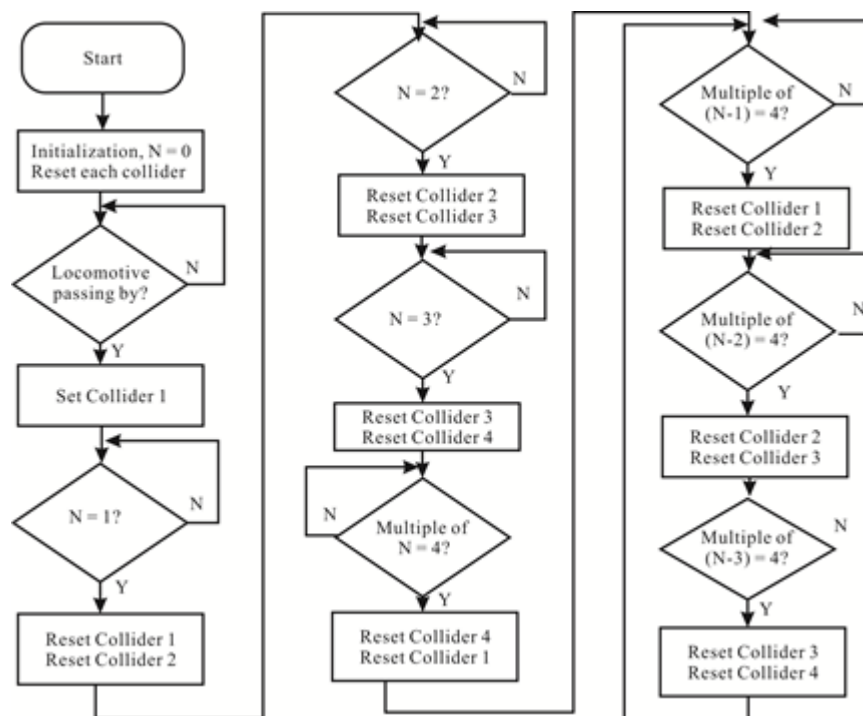 Start
Initialization, N = 0
Reset each collider
Locomotive
passing by?
N
Y
Set Collider 1
N = 1?
N
Y
Reset Collider 1
Reset Collider 2
N = 2?
N
Y
Reset Collider 2
Reset Collider 3
N = 3?
N
Y
Reset Collider 3
Reset Collider 4
Multiple of
N = 4?
N
Y
Reset Collider 4
Reset Collider 1
Multiple of
(N-1) = 4?
N
Y
Reset Collider 1
Reset Collider 2
Multiple of
(N-2) = 4?
N
Y
Reset Collider 2
Reset Collider 3
Multiple of
(N-3) = 4?
N
Y
Reset Collider 3
Reset Collider 4